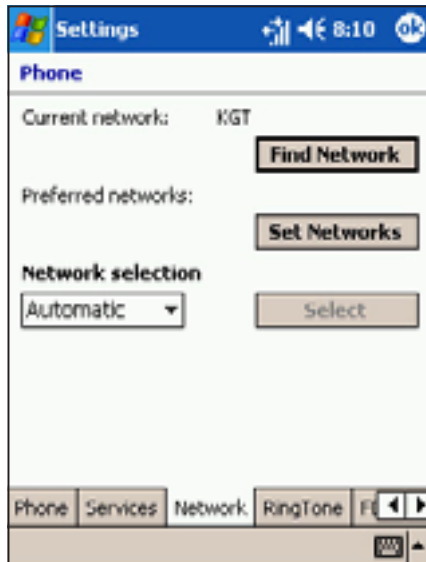 Settings 8:10 ok
Phone
Current network: KGT
Find Network
Preferred networks:
Set Networks
Network selection
Automatic Select
Phone Services Network RingTone